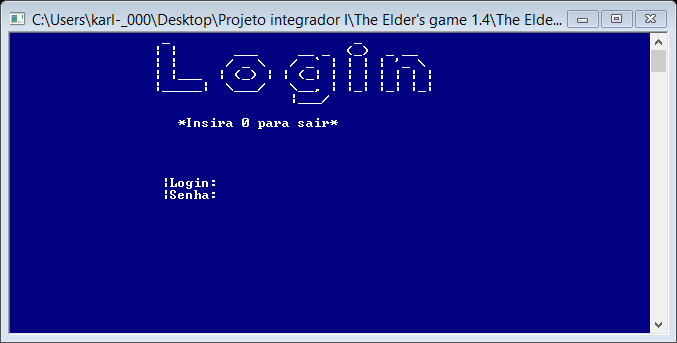 C:\Users\karl-_000\Desktop\Projeto integrador I\The Elder's game 1.4\The Elde...
Login
*Insira 0 para sair*
¦Login:
¦Senha: